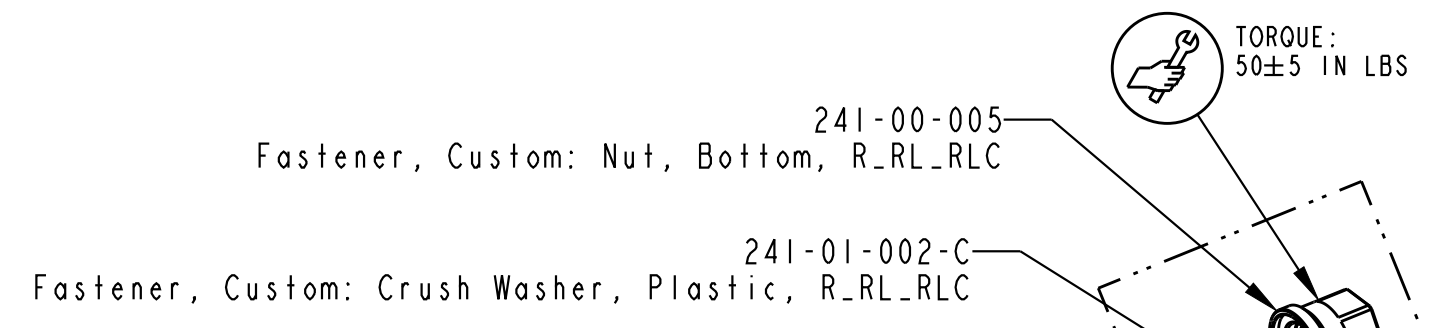 TORQUE:
50±5 IN LBS
241-00-005
Fastener, Custom: Nut, Bottom, R_RL_RLC
241-01-002-C
Fastener, Custom: Crush Washer, Plastic, R_RL_RLC